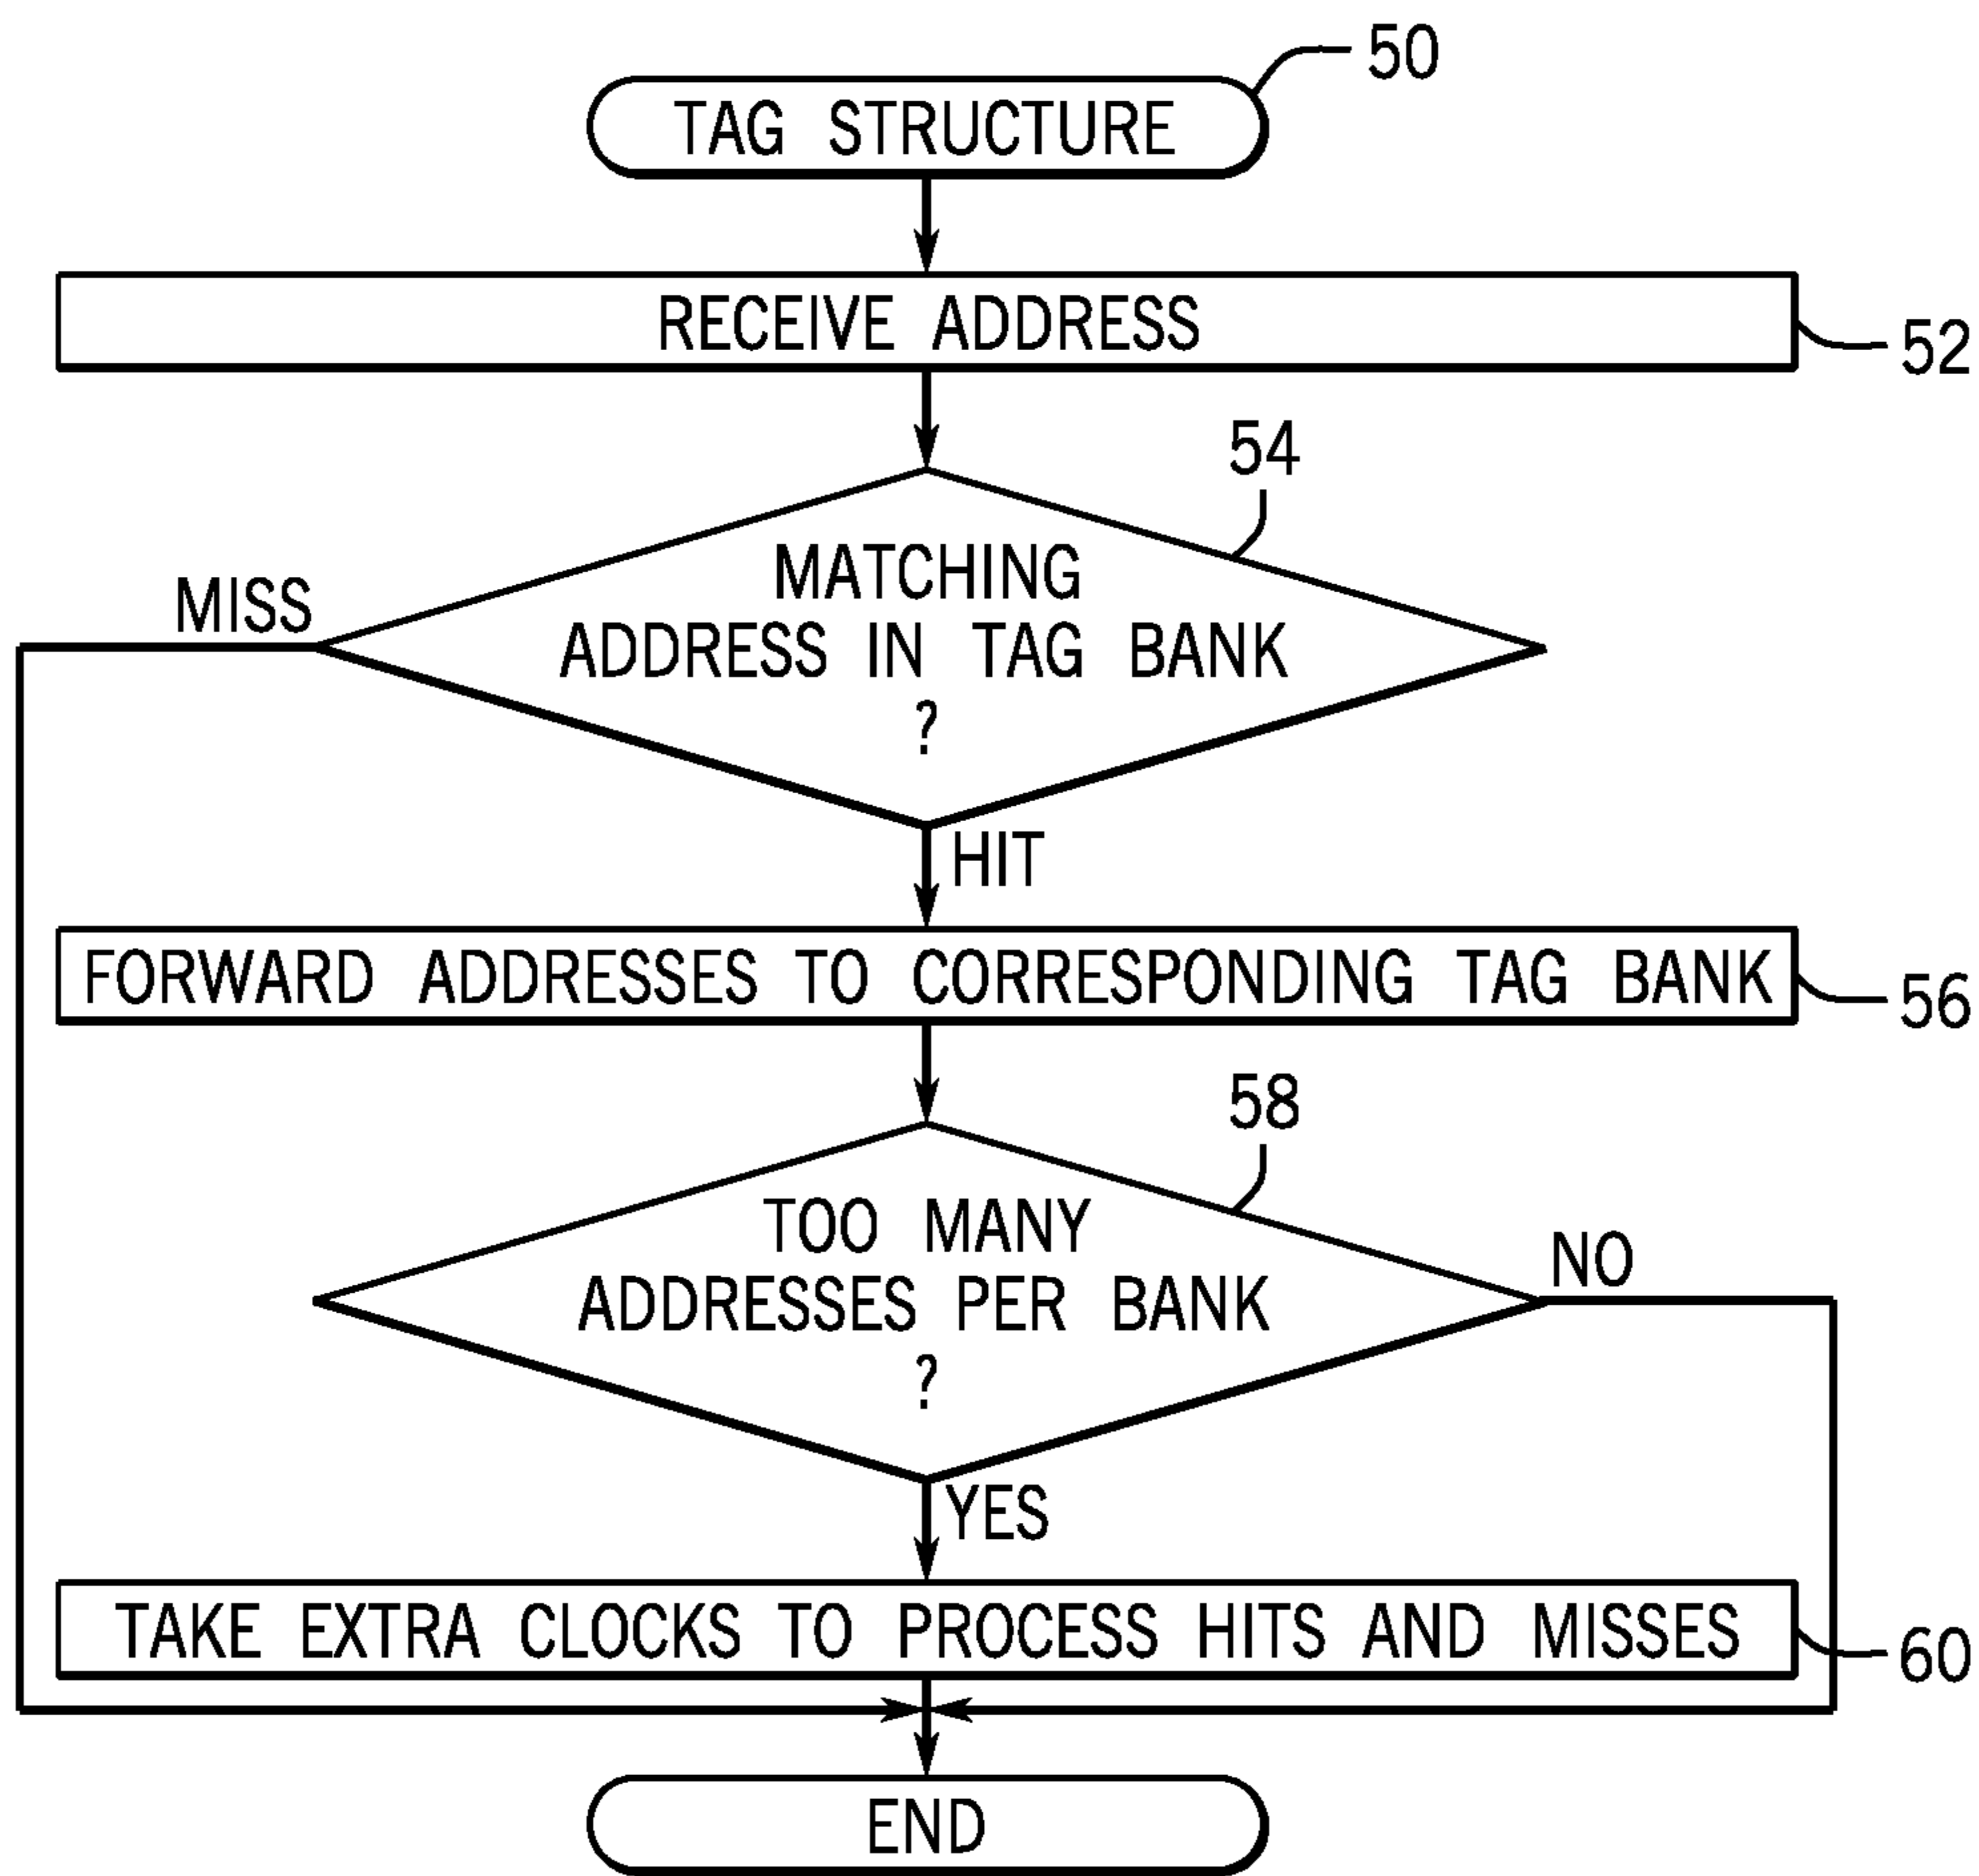 50
TAG STRUCTURE
RECEIVE ADDRESS
52
54
MATCHING
ADDRESS IN TAG BANK
?
MISS
HIT
FORWARD ADDRESSES TO CORRESPONDING TAG BANK
56
58
TOO MANY
ADDRESSES PER BANK
?
NO
YES
TAKE EXTRA CLOCKS TO PROCESS HITS AND MISSES
60
END